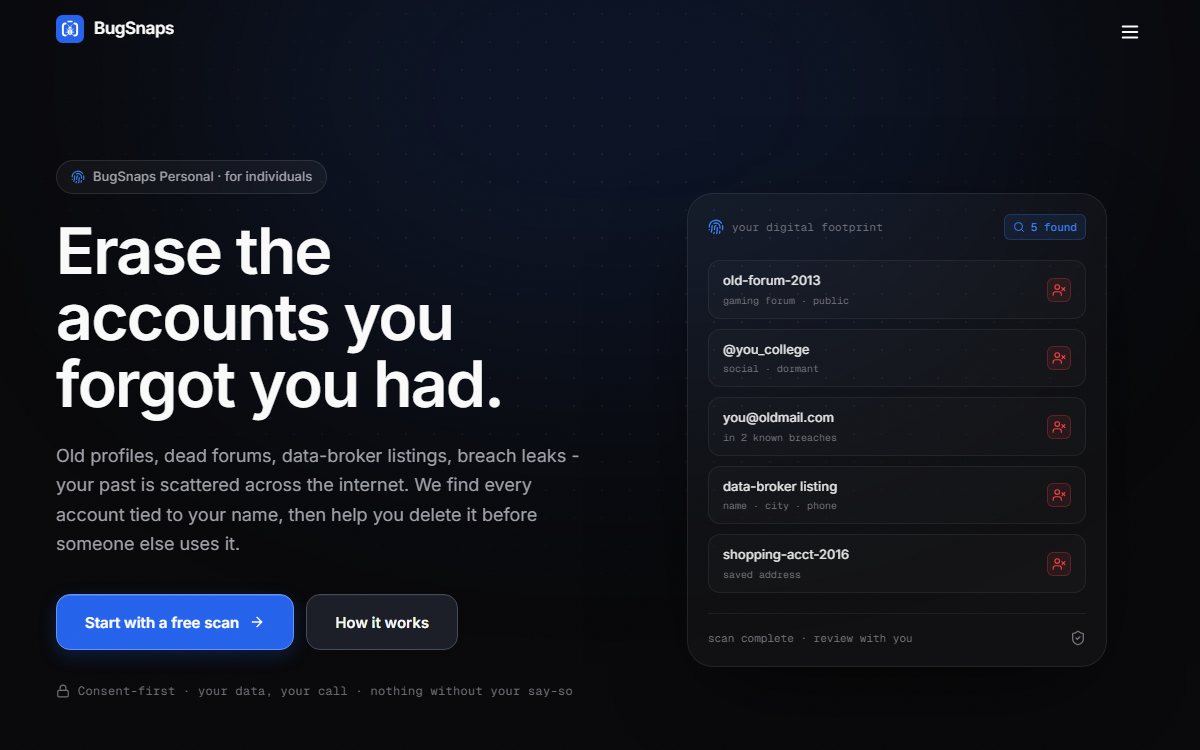 BugSnaps
BugSnaps Personal · for individuals
Erase the
accounts you
forgot you had.
Old profiles, dead forums, data-broker listings, breach leaks -
your past is scattered across the internet. We find every
account tied to your name, then help you delete it before
someone else uses it.
Start with a free scan →
How it works
Consent-first · your data, your call · nothing without your say-so
your digital footprint
5 found
old-forum-2013
gaming forum · public
@you_college
social · dormant
you@oldmail.com
in 2 known breaches
data-broker listing
name · city · phone
shopping-acct-2016
saved address
scan complete · review with you